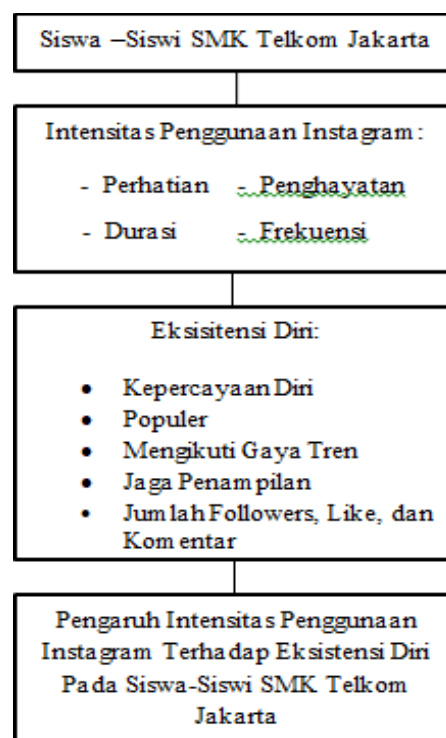 Siswa –Siswi SMK Telkom Jakarta
Intensitas Penggunaan Instagram :
- Perhatian - Penghayatan
- Durasi - Frekuensi
Eksisitensi Diri:
• Kepercayaan Diri
• Populer
• Mengikuti Gaya Tren
• Jaga Penampilan
• Jumlah Followers, Like, dan
Komentar
Pengaruh Intensitas Penggunaan
Instagram Terhadap Eksistensi Diri
Pada Siswa-Siswi SMK Telkom
Jakarta